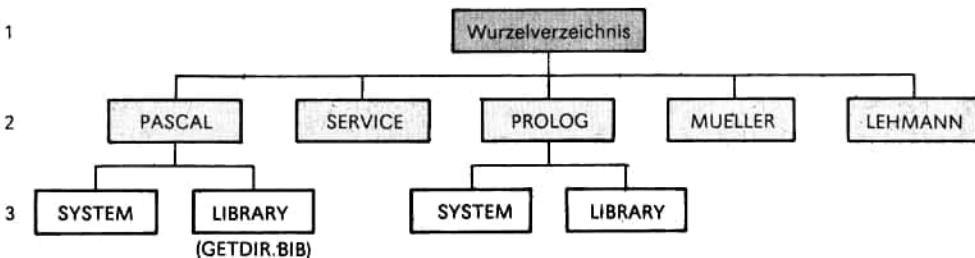 1 Wurzelverzeichnis
2 PASCAL SERVICE PROLOG MUELLER LEHMANN
3 SYSTEM LIBRARY SYSTEM LIBRARY
(GETDIR.BIB)